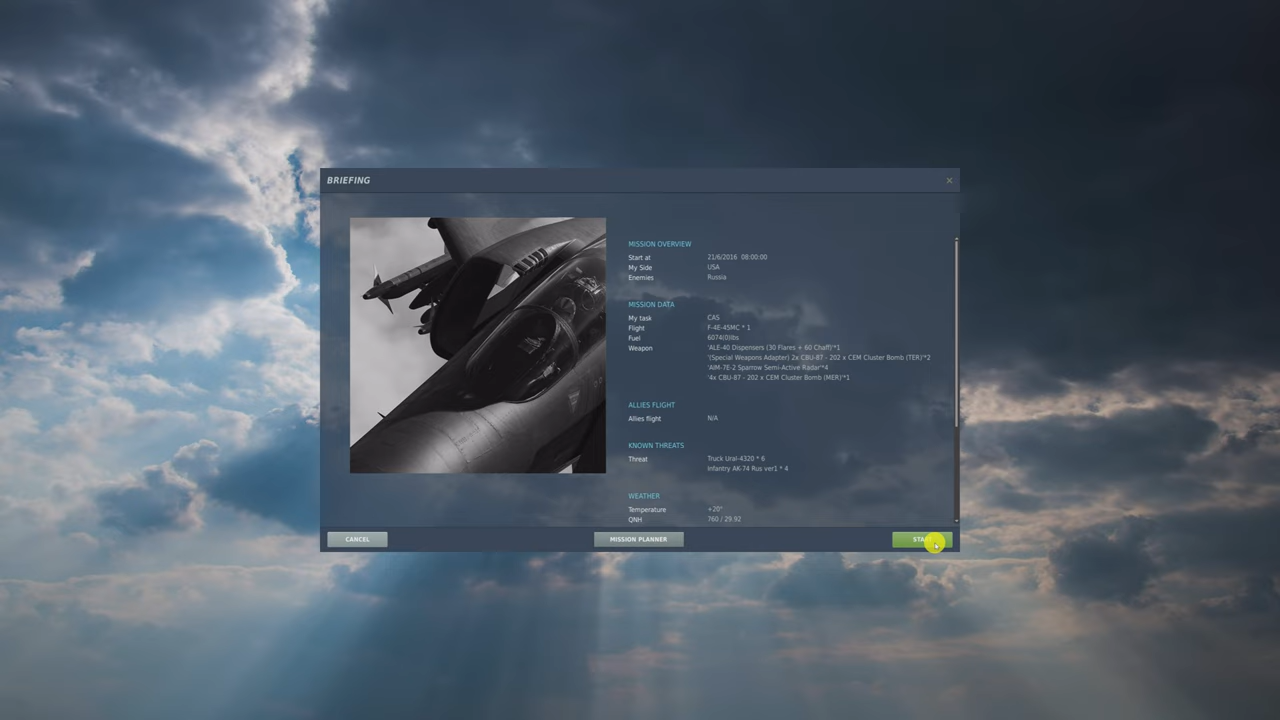 BRIEFING
MISSION OVERVIEW
Start at 21/6/2016 08:00:00
My Side USA
Enemies Russia
MISSION DATA
My task CAS
Flight F-4E-45MC * 1
Fuel 6074(0)lbs
Weapon 'ALE-40 Dispensers (30 Flares + 60 Chaff)'*1
'(Special Weapons Adapter) 2x CBU-87 - 202 x CEM Cluster Bomb (TER)'*2
'AIM-7E-2 Sparrow Semi-Active Radar'*4
'4x CBU-87 - 202 x CEM Cluster Bomb (MER)'*1
ALLIES FLIGHT
Allies flight N/A
KNOWN THREATS
Threat Truck Ural-4320 * 6
Infantry AK-74 Rus ver1 * 4
WEATHER
Temperature +20°
QNH 760 / 29.92
CANCEL
MISSION PLANNER